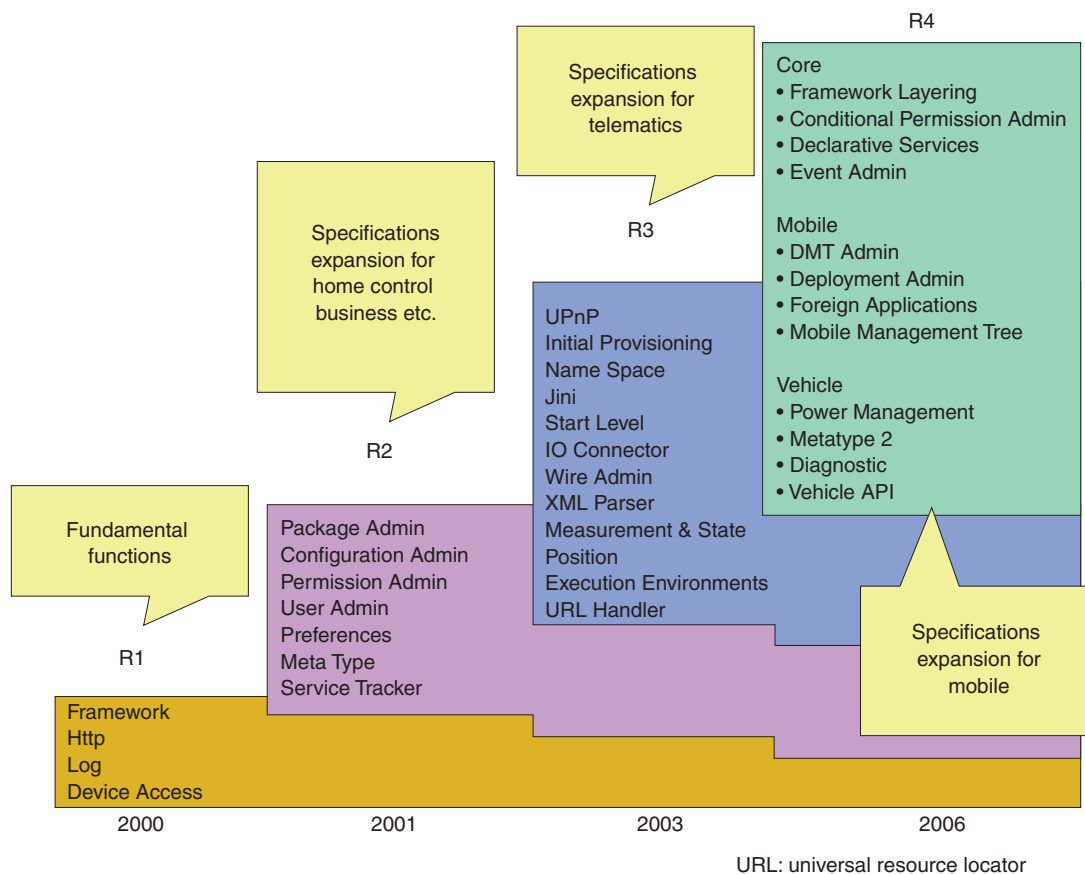 R4
Specifications
expansion for
telematics
R3
Specifications
expansion for
home control
business etc.
R2
Fundamental
functions
R1
Core
• Framework Layering
• Conditional Permission Admin
• Declarative Services
• Event Admin
Mobile
• DMT Admin
• Deployment Admin
• Foreign Applications
• Mobile Management Tree
Vehicle
• Power Management
• Metatype 2
• Diagnostic
• Vehicle API
UPnP
Initial Provisioning
Name Space
Jini
Start Level
IO Connector
Wire Admin
XML Parser
Measurement & State
Position
Execution Environments
URL Handler
Package Admin
Configuration Admin
Permission Admin
User Admin
Preferences
Meta Type
Service Tracker
Specifications
expansion for
mobile
Framework
Http
Log
Device Access
2000
2001
2003
2006
URL: universal resource locator